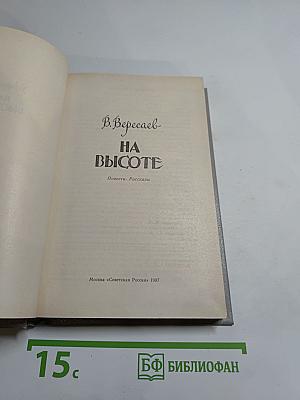 В. Вересаев
НА
ВЫСОТЕ
Повести. Рассказы
Москва «Советская Россия» 1987
15с
БФ БИБЛИОФАН